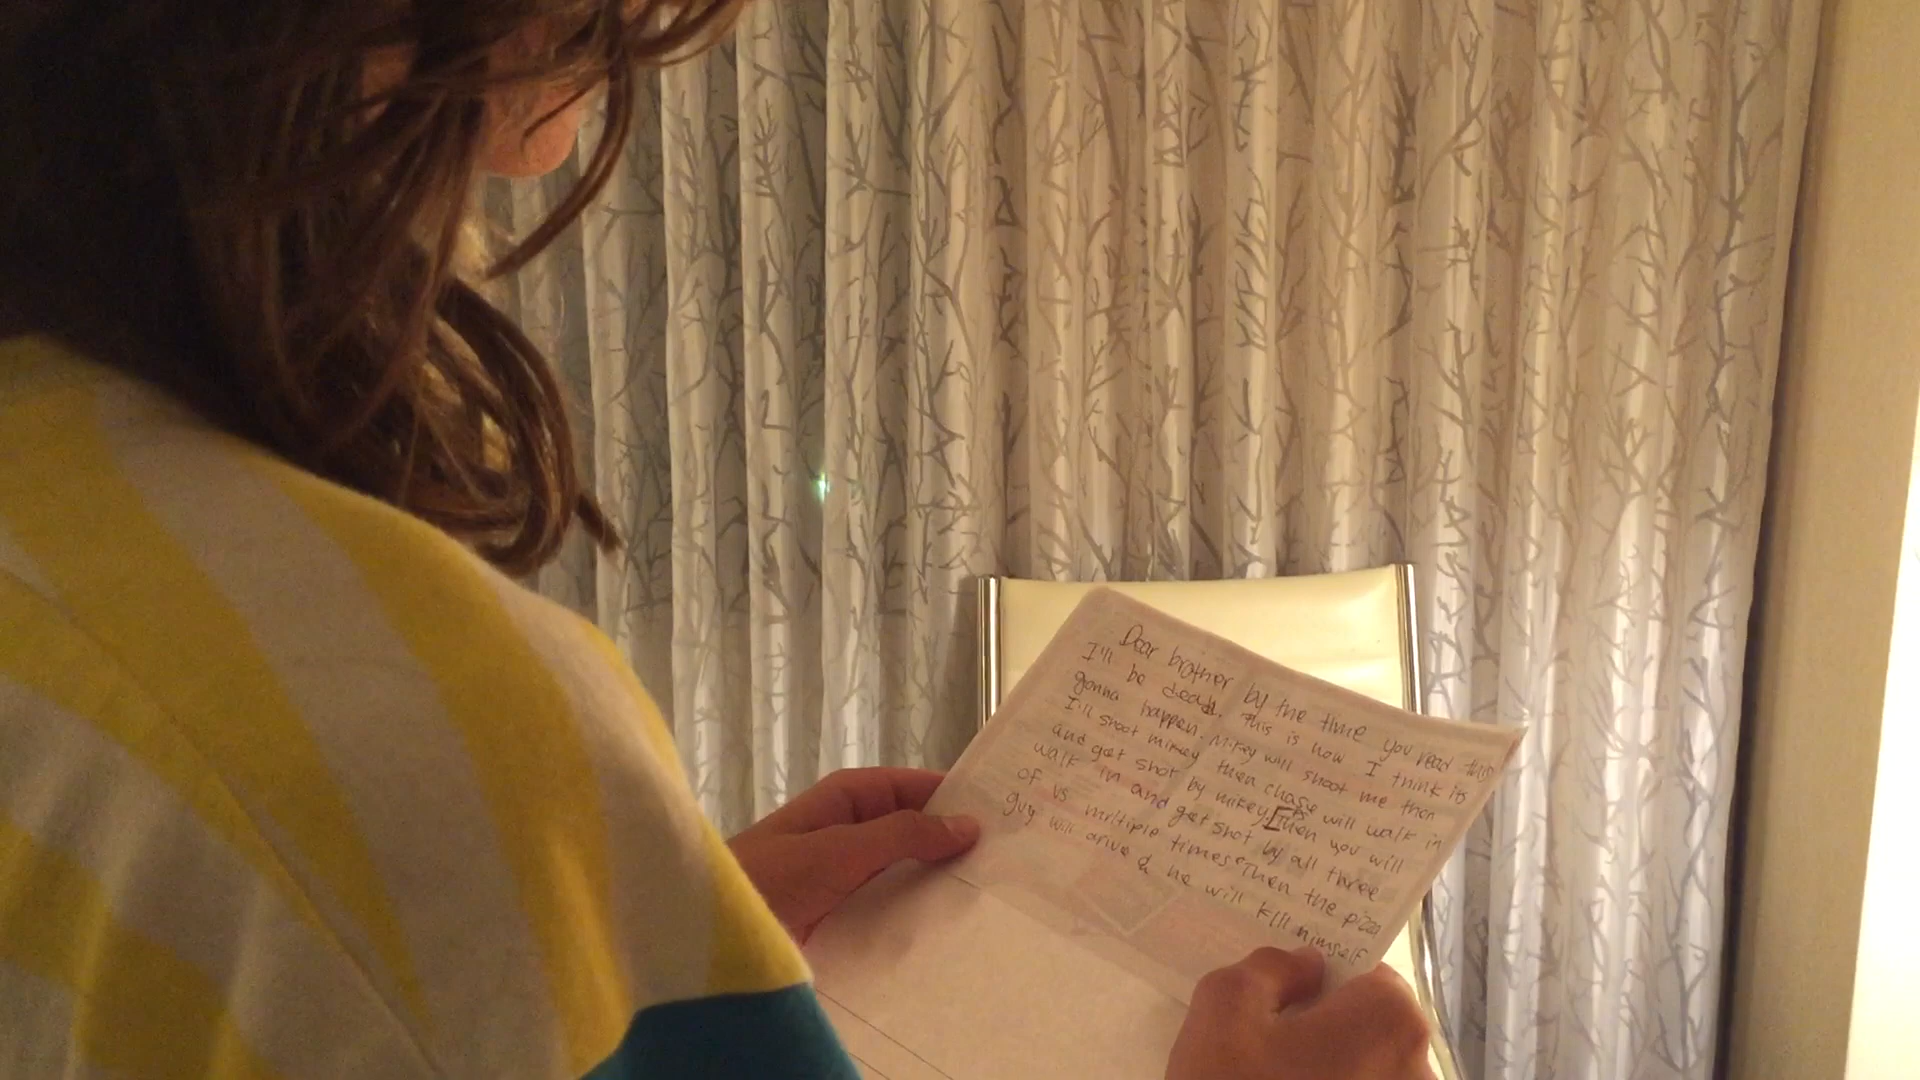 Dear brother by the time you read this
I'll be dead. This is how I think its
gonna happen. Mikey will shoot me then
I'll shoot mikey then chase will walk in
and get shot by mikey. Then you will
walk in and get shot by all three
of us multiple times. Then the pizza
guy will drive & he will kill himself